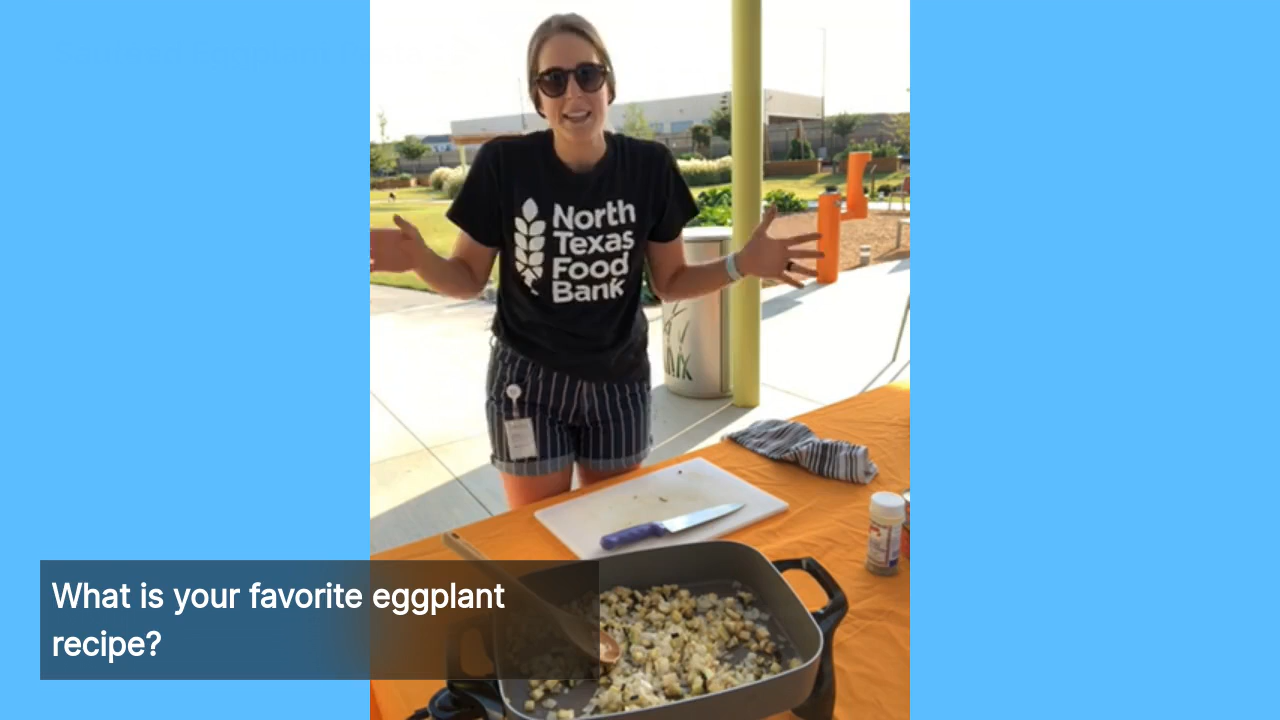 North
Texas
Food
Bank
What is your favorite eggplant
recipe?